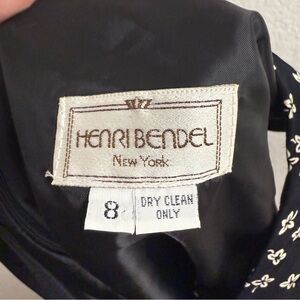 HENRI BENDEL
NEW YORK
8
DRY CLEAN
ONLY